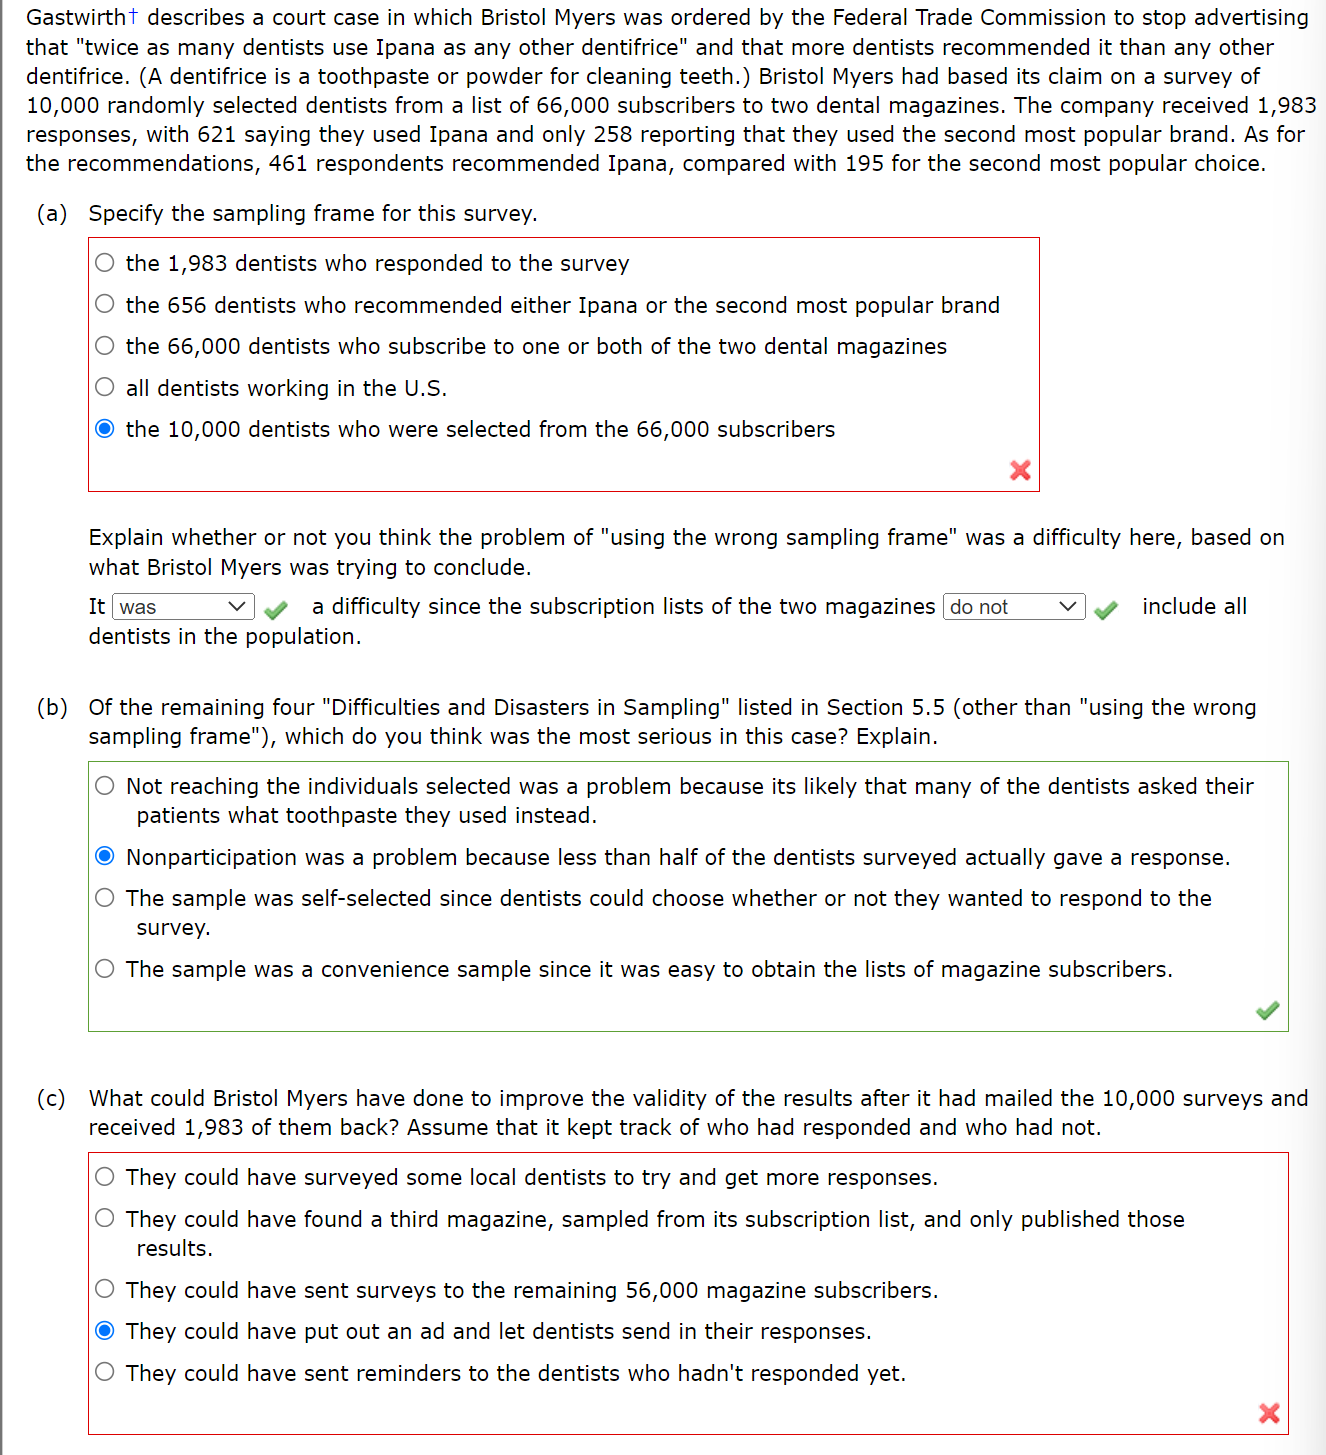 Gastwirth† describes a court case in which Bristol Myers was ordered by the Federal Trade Commission to stop advertising
that "twice as many dentists use Ipana as any other dentifrice" and that more dentists recommended it than any other
dentifrice. (A dentifrice is a toothpaste or powder for cleaning teeth.) Bristol Myers had based its claim on a survey of
10,000 randomly selected dentists from a list of 66,000 subscribers to two dental magazines. The company received 1,983
responses, with 621 saying they used Ipana and only 258 reporting that they used the second most popular brand. As for
the recommendations, 461 respondents recommended Ipana, compared with 195 for the second most popular choice.
(a) Specify the sampling frame for this survey.
the 1,983 dentists who responded to the survey
the 656 dentists who recommended either Ipana or the second most popular brand
the 66,000 dentists who subscribe to one or both of the two dental magazines
all dentists working in the U.S.
the 10,000 dentists who were selected from the 66,000 subscribers
Explain whether or not you think the problem of "using the wrong sampling frame" was a difficulty here, based on
what Bristol Myers was trying to conclude.
It was a difficulty since the subscription lists of the two magazines do not include all
dentists in the population.
(b) Of the remaining four "Difficulties and Disasters in Sampling" listed in Section 5.5 (other than "using the wrong
sampling frame"), which do you think was the most serious in this case? Explain.
Not reaching the individuals selected was a problem because its likely that many of the dentists asked their
patients what toothpaste they used instead.
Nonparticipation was a problem because less than half of the dentists surveyed actually gave a response.
The sample was self-selected since dentists could choose whether or not they wanted to respond to the
survey.
The sample was a convenience sample since it was easy to obtain the lists of magazine subscribers.
(c) What could Bristol Myers have done to improve the validity of the results after it had mailed the 10,000 surveys and
received 1,983 of them back? Assume that it kept track of who had responded and who had not.
They could have surveyed some local dentists to try and get more responses.
They could have found a third magazine, sampled from its subscription list, and only published those
results.
They could have sent surveys to the remaining 56,000 magazine subscribers.
They could have put out an ad and let dentists send in their responses.
They could have sent reminders to the dentists who hadn't responded yet.